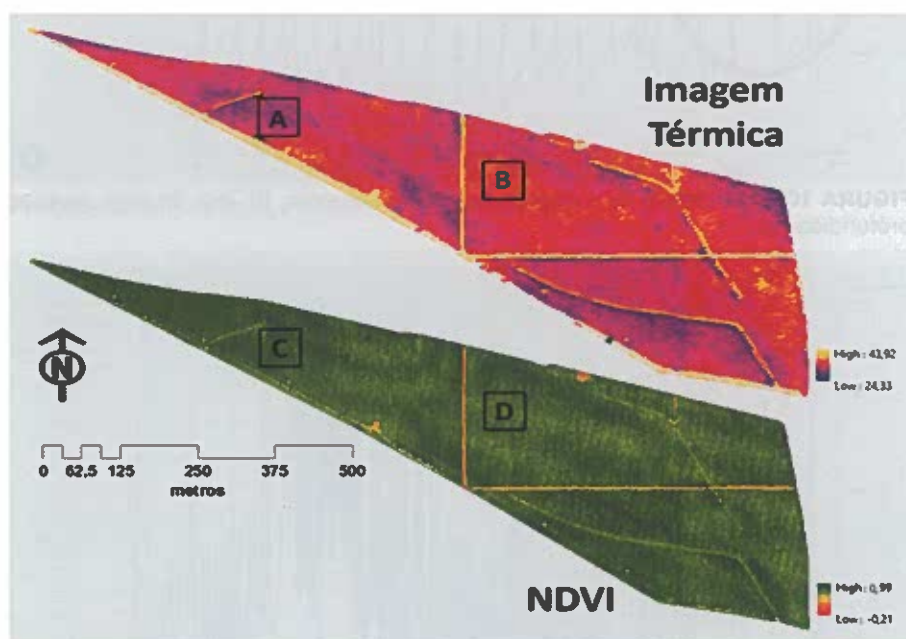 Imagem
Térmica
A
B
High : 43,92
Low : 24,33
N
C
D
0 62,5 125 250 375 500
metros
High : 0,99
Low : -0,21
NDVI